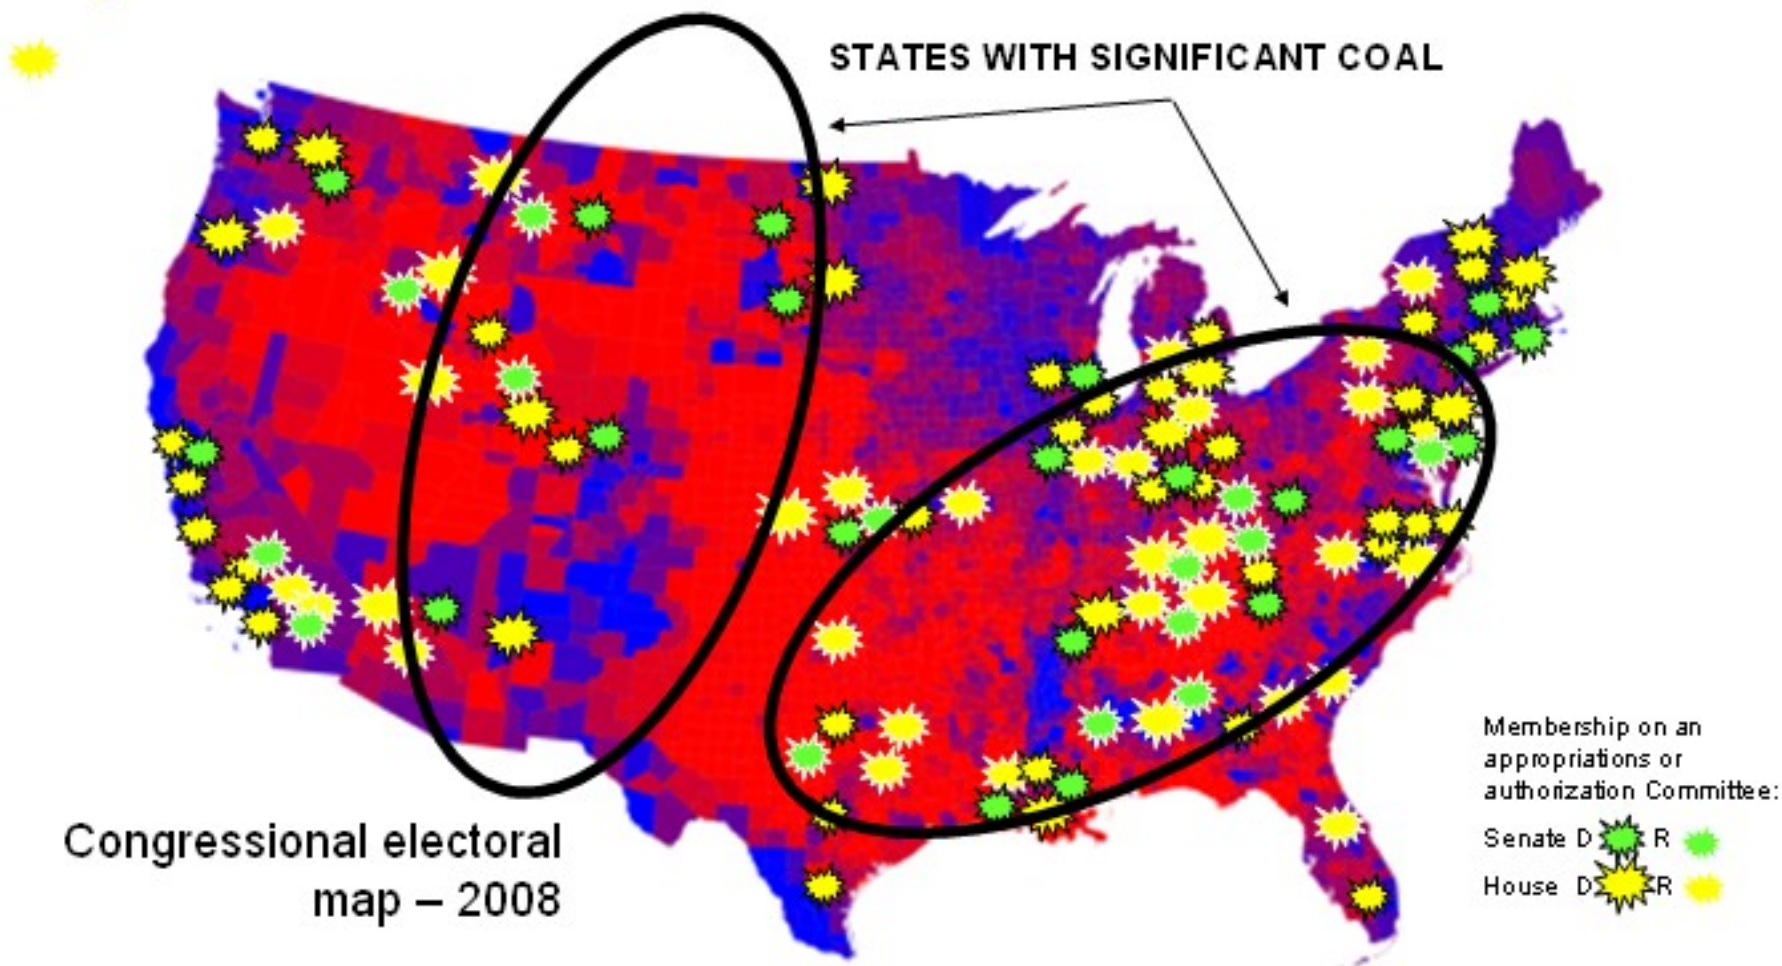 STATES WITH SIGNIFICANT COAL
Congressional electoral
map – 2008
Membership on an
appropriations or
authorization Committee:
Senate D R
House D R